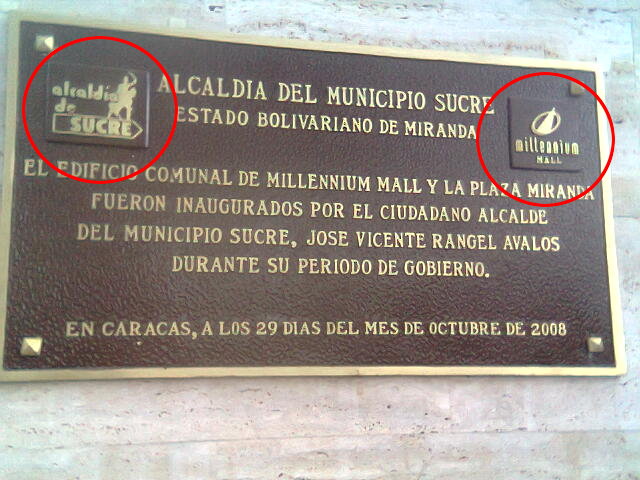 alcaldía
de
SUCRE
ALCALDIA DEL MUNICIPIO SUCRE
ESTADO BOLIVARIANO DE MIRANDA
millennium
MALL
EL EDIFICIO COMUNAL DE MILLENNIUM MALL Y LA PLAZA MIRANDA
FUERON INAUGURADOS POR EL CIUDADANO ALCALDE
DEL MUNICIPIO SUCRE, JOSE VICENTE RANGEL AVALOS
DURANTE SU PERIODO DE GOBIERNO.
EN CARACAS, A LOS 29 DIAS DEL MES DE OCTUBRE DE 2008